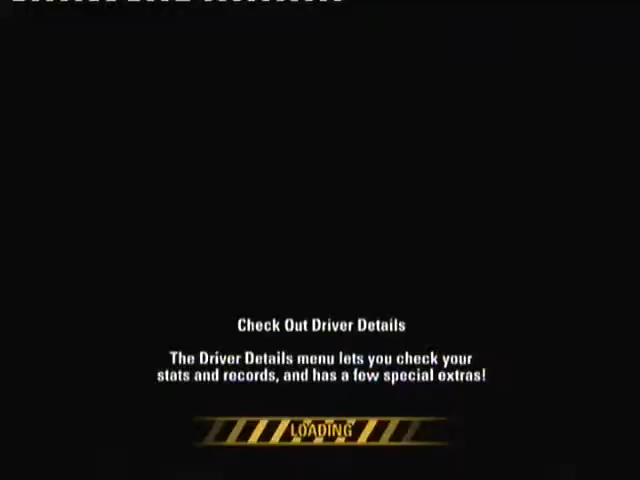 Check Out Driver Details
The Driver Details menu lets you check your
stats and records, and has a few special extras!
LOADING